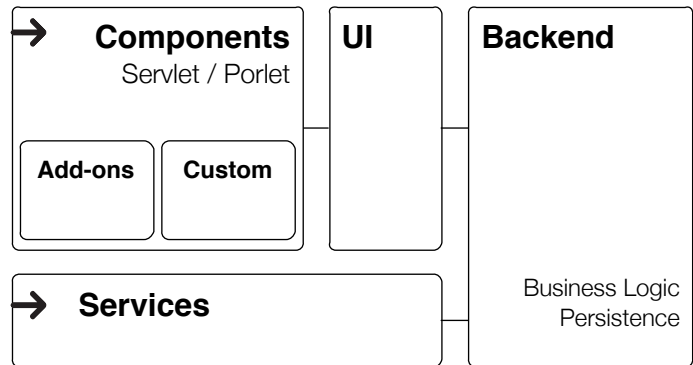 Components
Servlet / Porlet
Add-ons
Custom
UI
Backend
Business Logic
Persistence
Services